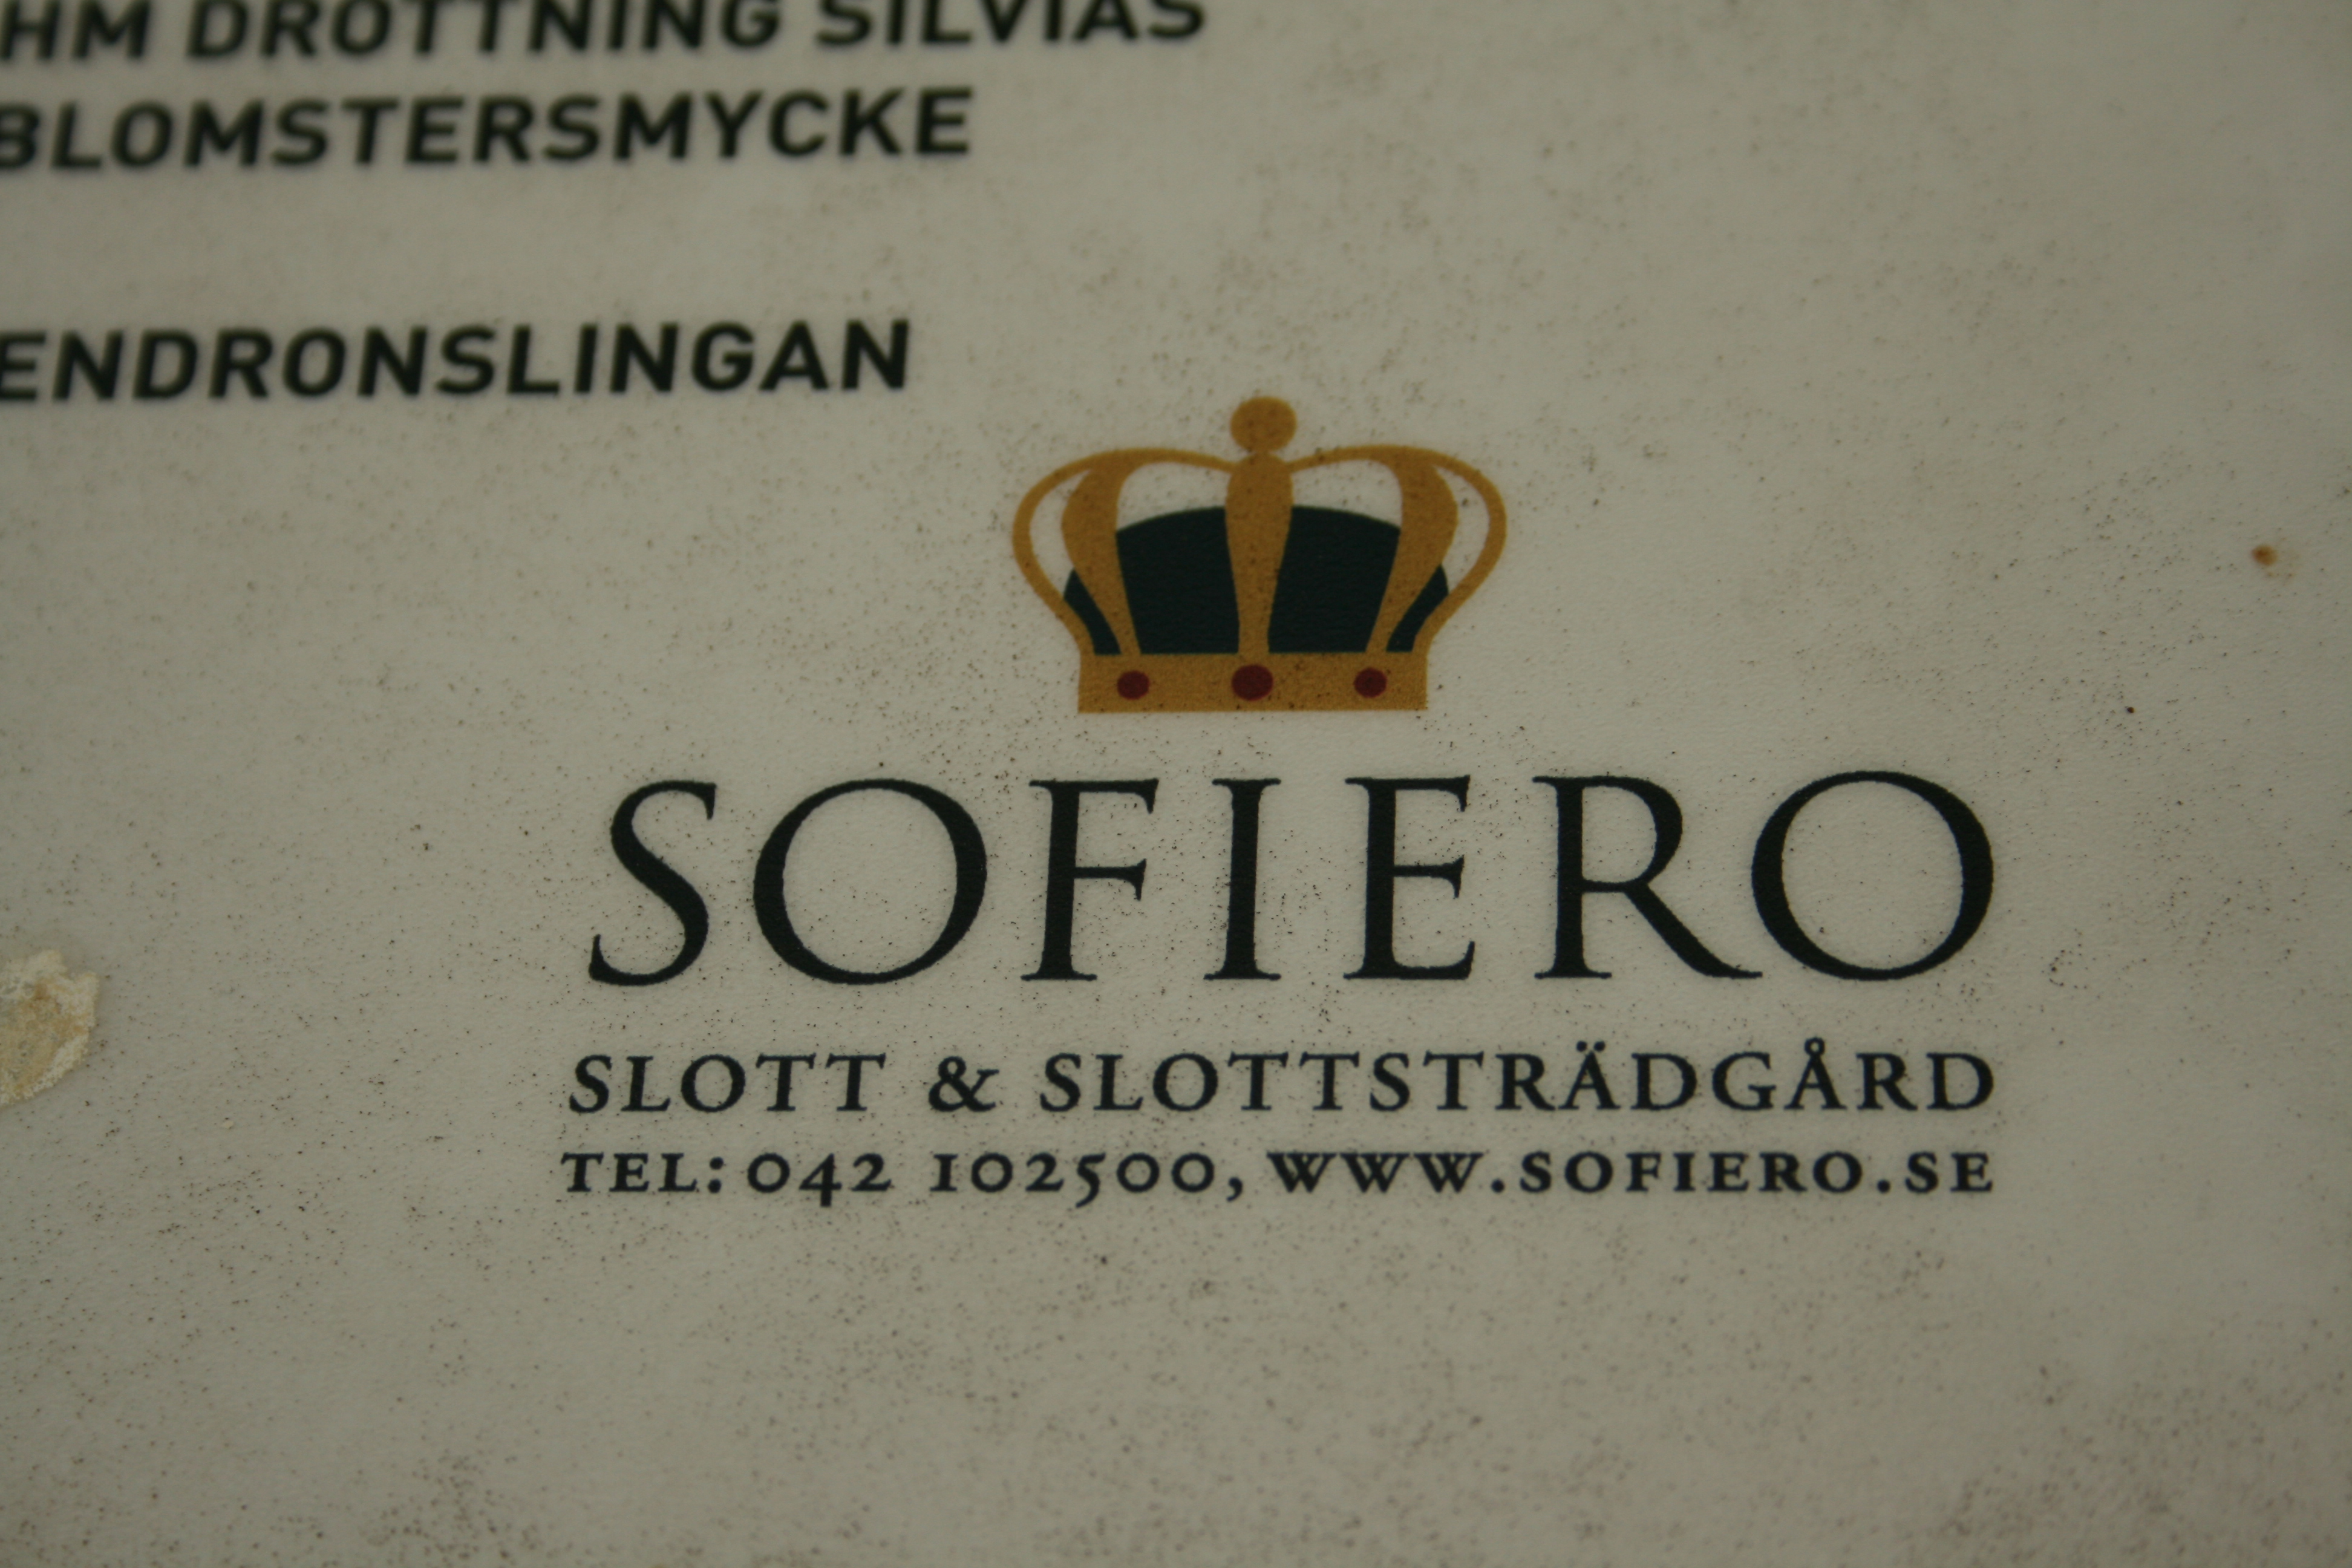 HM DROTTNING SILVIAS
BLOMSTERSMYCKE
ENDRONSLINGAN
SOFIERO
SLOTT & SLOTTSTRÄDGÅRD
TEL: 042 102500, WWW.SOFIERO.SE